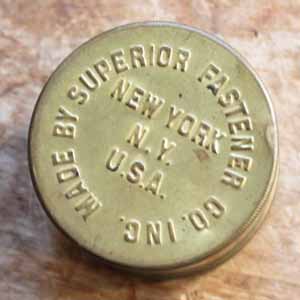 MADE BY SUPERIOR FASTENER CO. INC.
NEW YORK
N.Y.
U.S.A.